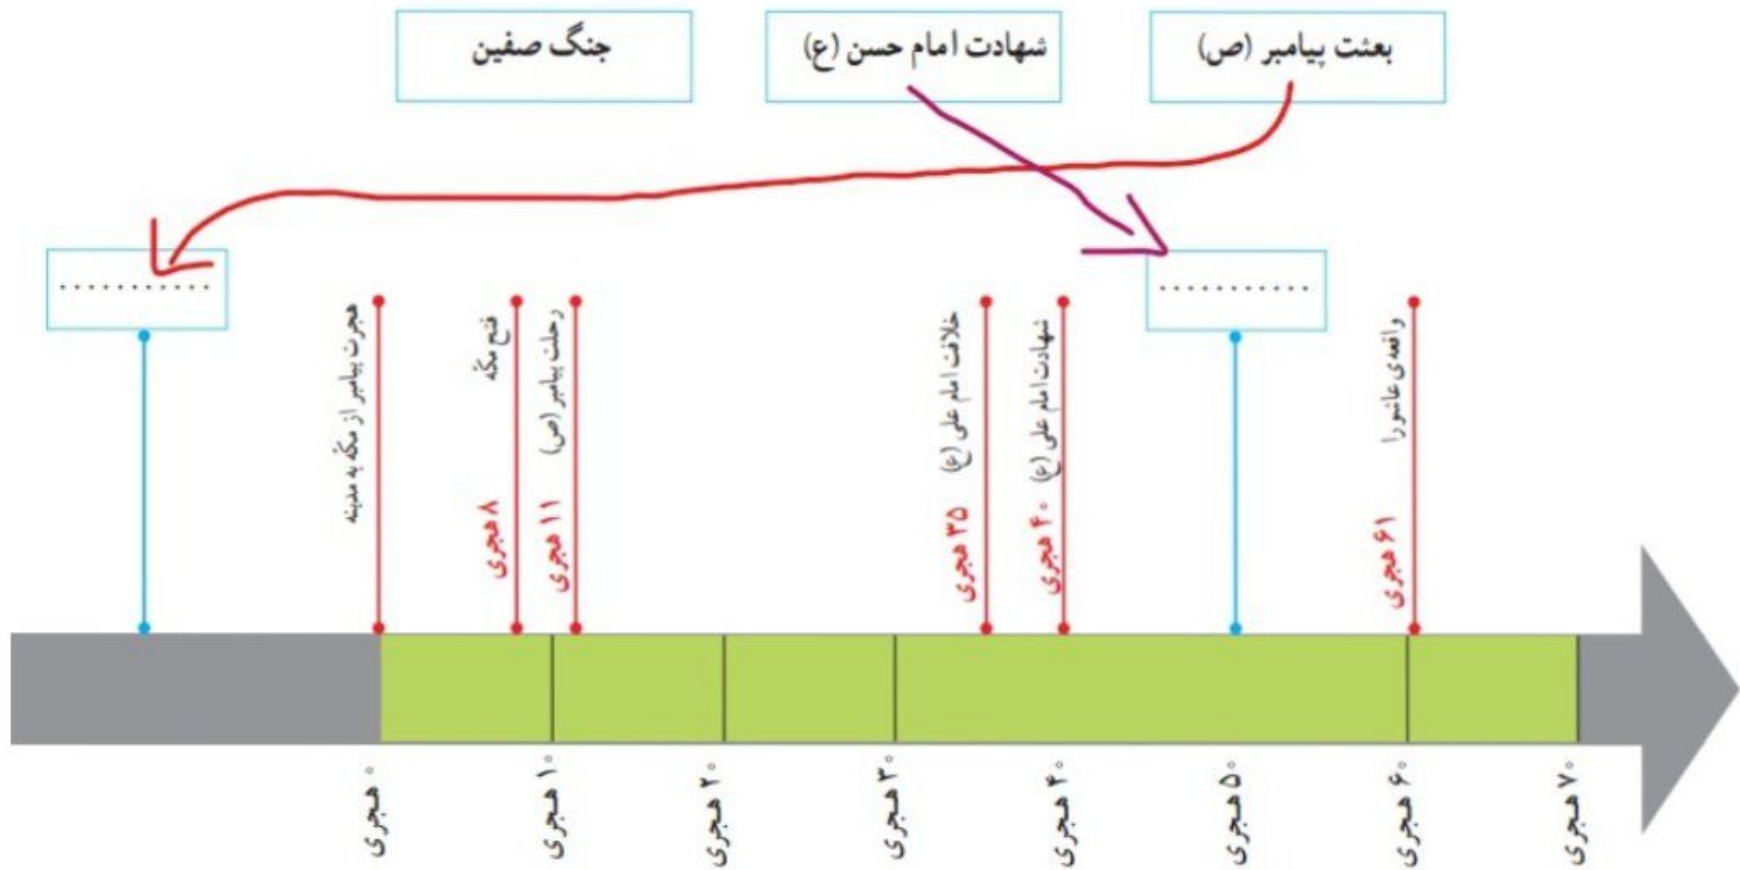 بعثت پیامبر (ص)
شهادت امام حسن (ع)
جنگ صفین
...........
...........
هجرت پیامبر از مکّه به مدینه
فتح مکّه
۸ هجری
رحلت پیامبر (ص)
۱۱ هجری
خلافت امام علی (ع)
۳۵ هجری
شهادت امام علی (ع)
۴۰ هجری
واقعه‌ی عاشورا
۶۱ هجری
۰ هجری
۱۰ هجری
۲۰ هجری
۳۰ هجری
۴۰ هجری
۵۰ هجری
۶۰ هجری
۷۰ هجری